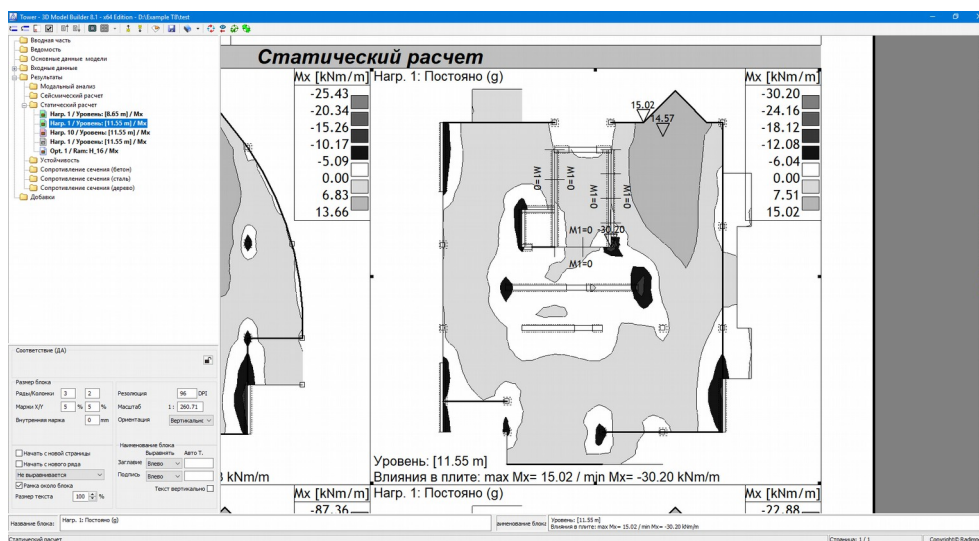 Tower - 3D Model Builder 8.1 - x64 Edition - D:\Example T8\test
Вводная часть
Ведомость
Основные данные модели
Входные данные
Результаты
Модальный анализ
Сейсмический расчет
Статический расчет
Нагр. 1 / Уровень: [8.65 m] / Mx
Нагр. 1 / Уровень: [11.55 m] / Mx
Нагр. 10 / Уровень: [11.55 m] / Mx
Нагр. 1 / Уровень: [11.55 m] / Mx
Opt. 1 / Ram: H_16 / Mx
Устойчивость
Сопротивление сечения (бетон)
Сопротивление сечения (сталь)
Сопротивление сечения (дерево)
Добавки
Соответствие (ДА)
Размер блока
Ряды/Колонки 3 2 Резолюция 96 DPI
Маржи X/Y 5 % 5 % Масштаб 1: 260.71
Внутренняя маржа 0 mm Ориентация Вертикальн
Начать с новой страницы
Начать с нового ряда
Не выравнивается
Рамка около блока
Размер текста 100 %
Наименование блока
Выравнять Авто Т.
Заглавие Влево
Подпись Влево
Текст вертикально
Статический расчет
Mx [kNm/m]
-25.43
-20.34
-15.26
-10.17
-5.09
0.00
6.83
13.66
kNm/m
Mx [kNm/m]
-87.36
Нагр. 1: Постояно (g)
15.02
14.57
M1=0
M1=0
M1=0
M1=0
M1=0
-30.20
M1=0
Уровень: [11.55 m]
Влияния в плите: max Mx= 15.02 / min Mx= -30.20 kNm/m
Mx [kNm/m]
-30.20
-24.16
-18.12
-12.08
-6.04
0.00
7.51
15.02
Нагр. 1: Постояно (g)
Mx [kNm/m]
-22.88
Название блока: Нагр. 1: Постояно (g)
аименование блока: Уровень: [11.55 m]
Влияния в плите: max Mx= 15.02 / min Mx= -30.20 kNm/m
Статический расчет
Страница: 1 / 1